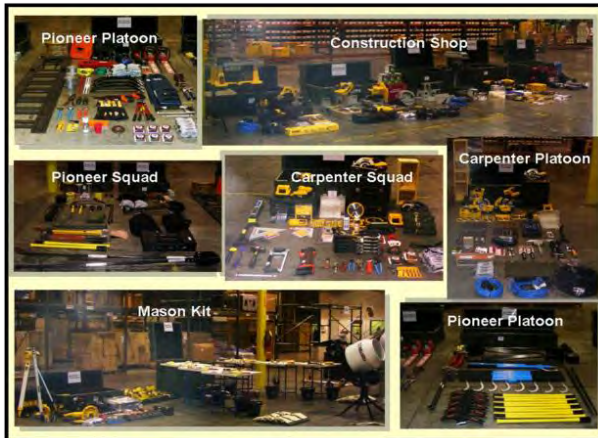 Pioneer Platoon
Construction Shop
Pioneer Squad
Carpenter Squad
Carpenter Platoon
Mason Kit
Pioneer Platoon